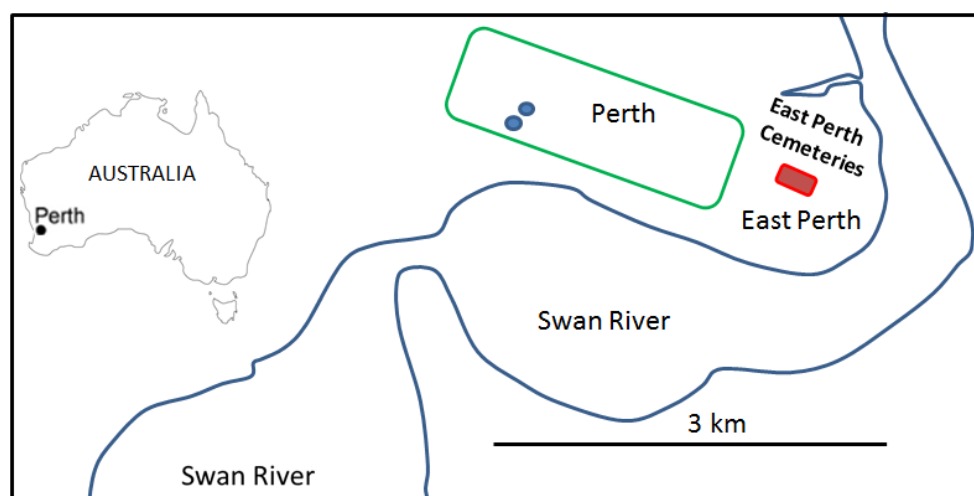 AUSTRALIA
Perth
Perth
East Perth
Cemeteries
East Perth
Swan River
3 km
Swan River